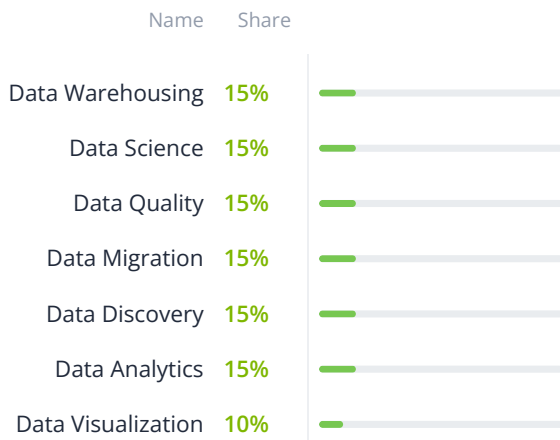 Name Share
Data Warehousing 15%
Data Science 15%
Data Quality 15%
Data Migration 15%
Data Discovery 15%
Data Analytics 15%
Data Visualization 10%